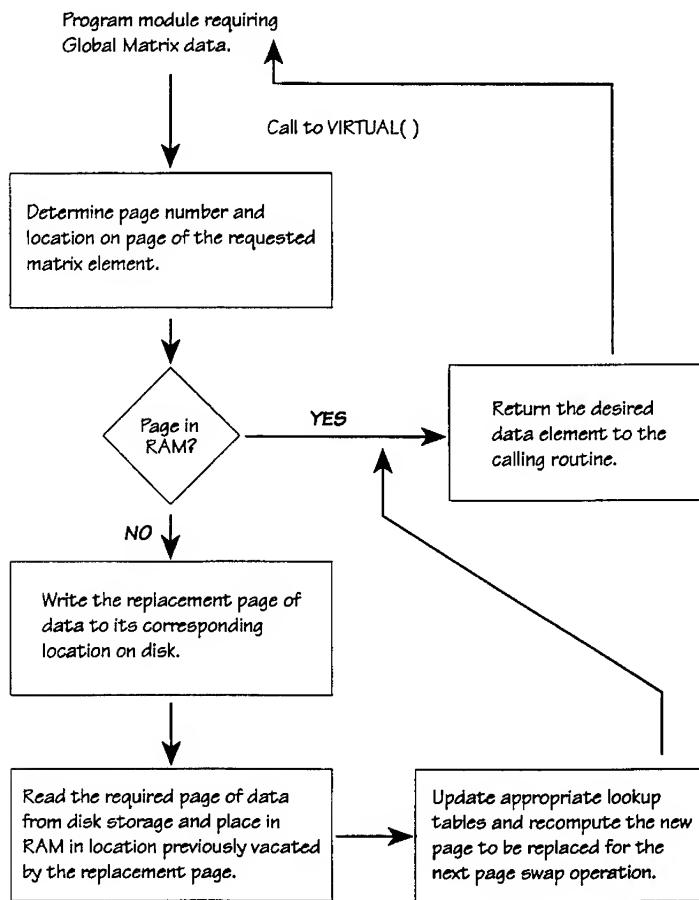 Program module requiring
Global Matrix data.
Call to VIRTUAL( )
Determine page number and
location on page of the requested
matrix element.
Page in
RAM?
YES
Return the desired
data element to the
calling routine.
NO
Write the replacement page of
data to its corresponding
location on disk.
Read the required page of data
from disk storage and place in
RAM in location previously vacated
by the replacement page.
Update appropriate lookup
tables and recompute the new
page to be replaced for the
next page swap operation.